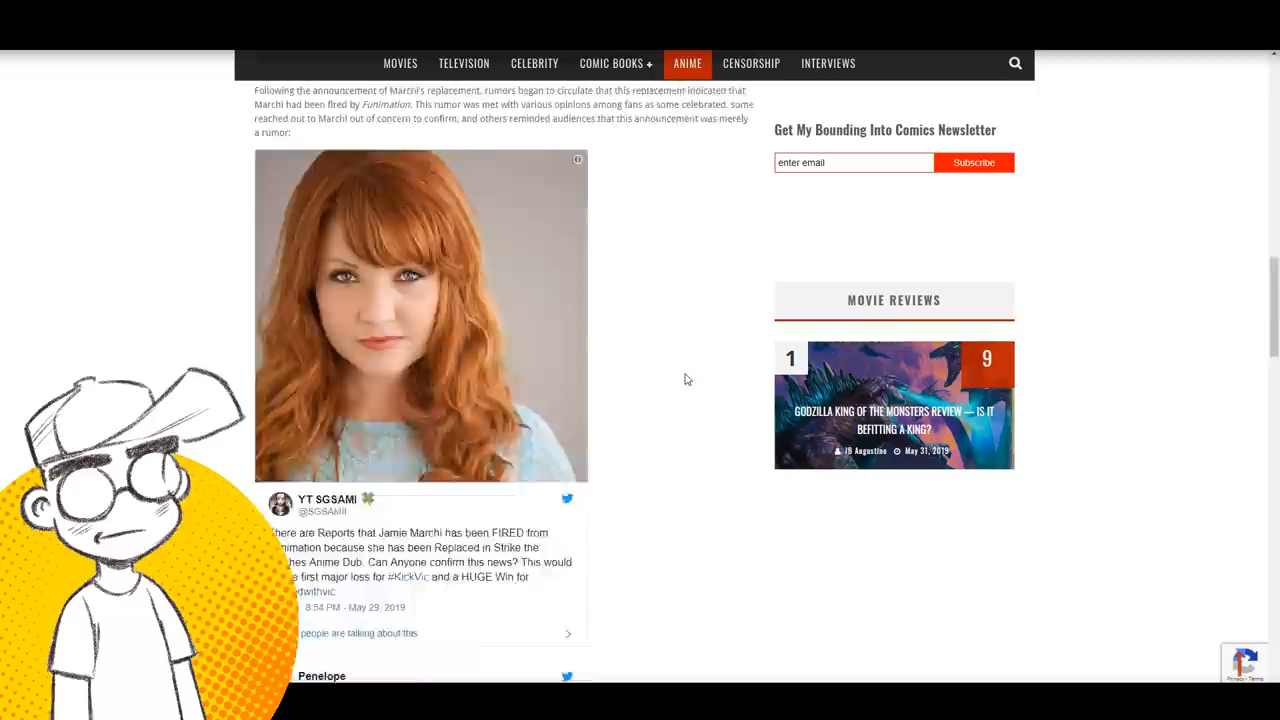 MOVIES TELEVISION CELEBRITY COMIC BOOKS + ANIME CENSORSHIP INTERVIEWS
Following the announcement of Marchi's replacement, rumors began to circulate that this replacement indicated that
Marchi had been fired by Funimation. This rumor was met with various opinions among fans as some celebrated, some
reached out to Marchi out of concern to confirm, and others reminded audiences that this announcement was merely
a rumor:
Get My Bounding Into Comics Newsletter
enter email Subscribe
MOVIE REVIEWS
1 9
GODZILLA KING OF THE MONSTERS REVIEW — IS IT
BEFITTING A KING?
JB Augustine May 31, 2019
YT SGSAMI 🍀
@SGSAMII
here are Reports that Jamie Marchi has been FIRED from
nimation because she has been Replaced in Strike the
hes Anime Dub. Can Anyone confirm this news? This would
a first major loss for #KickVic and a HUGE Win for
edwithvic
8:54 PM - May 29, 2019
people are talking about this
Penelope
Privacy - Terms